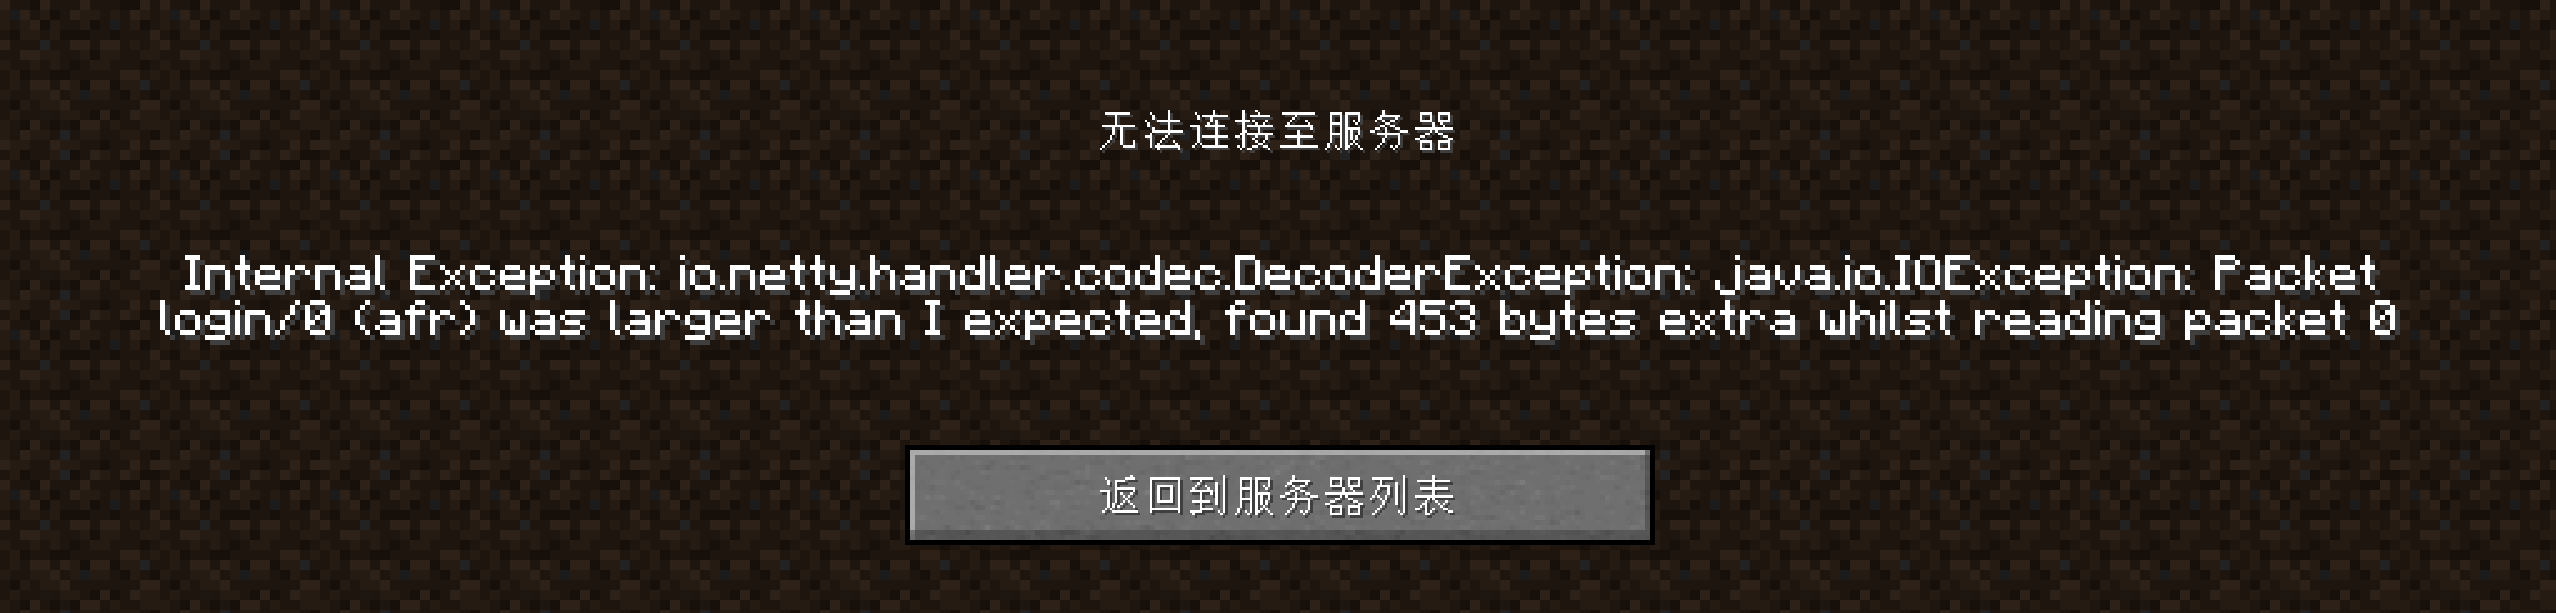 无法连接至服务器
Internal Exception: io.netty.handler.codec.DecoderException: java.io.IOException: Packet
login/0 (afr) was larger than I expected, found 453 bytes extra whilst reading packet 0
返回到服务器列表